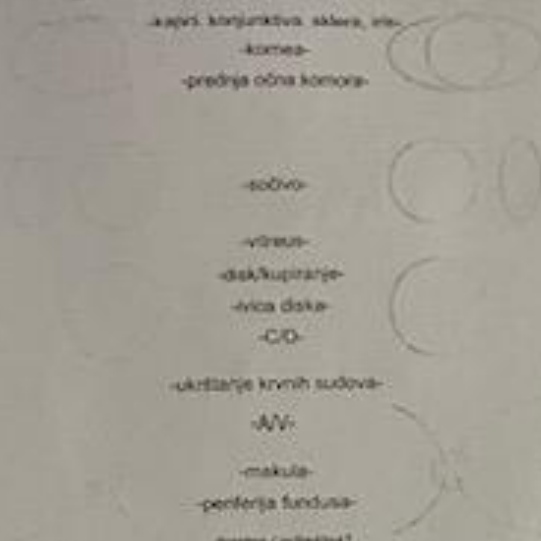 -kapci, konjunktiva, sklera, iris-
-kornea-
-prednja očna komora-
-sočivo-
-vitreus-
-disk/kupiranje-
-ivica diska-
-C/D-
-ukrštanje krvnih sudova-
-A/V-
-makula-
-periferija fundusa-